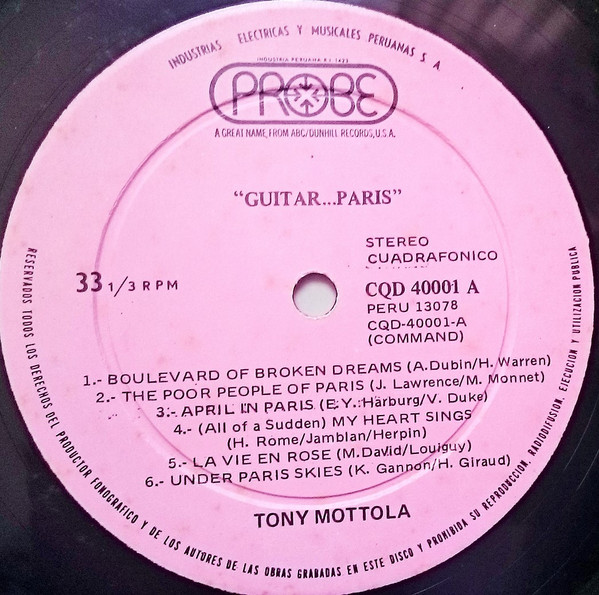 INDUSTRIAS ELECTRICAS Y MUSICALES PERUANAS S A
INDUSTRIA PERUANA R.I. 1423
PROBE
A GREAT NAME, FROM ABC/DUNHILL RECORDS, U.S.A.
"GUITAR...PARIS"
STEREO
CUADRAFONICO
33 1/3 RPM
CQD 40001 A
PERU 13078
CQD-40001-A
(COMMAND)
1.- BOULEVARD OF BROKEN DREAMS (A.Dubin/H. Warren)
2.- THE POOR PEOPLE OF PARIS (J. Lawrence/M. Monnet)
3.- APRIL IN PARIS (E.Y. Harburg/V. Duke)
4.- (All of a Sudden) MY HEART SINGS
(H. Rome/Jamblan/Herpin)
5.- LA VIE EN ROSE (M.David/Louiguy)
6.- UNDER PARIS SKIES (K. Gannon/H. Giraud)
TONY MOTTOLA
RESERVADOS TODOS LOS DERECHOS DEL PRODUCTOR FONOGRAFICO Y DE LOS AUTORES DE LAS OBRAS GRABADAS EN ESTE DISCO Y PROHIBIDA SU REPRODUCCION, RADIODIFUSION, EJECUCION Y UTILIZACION PUBLICA